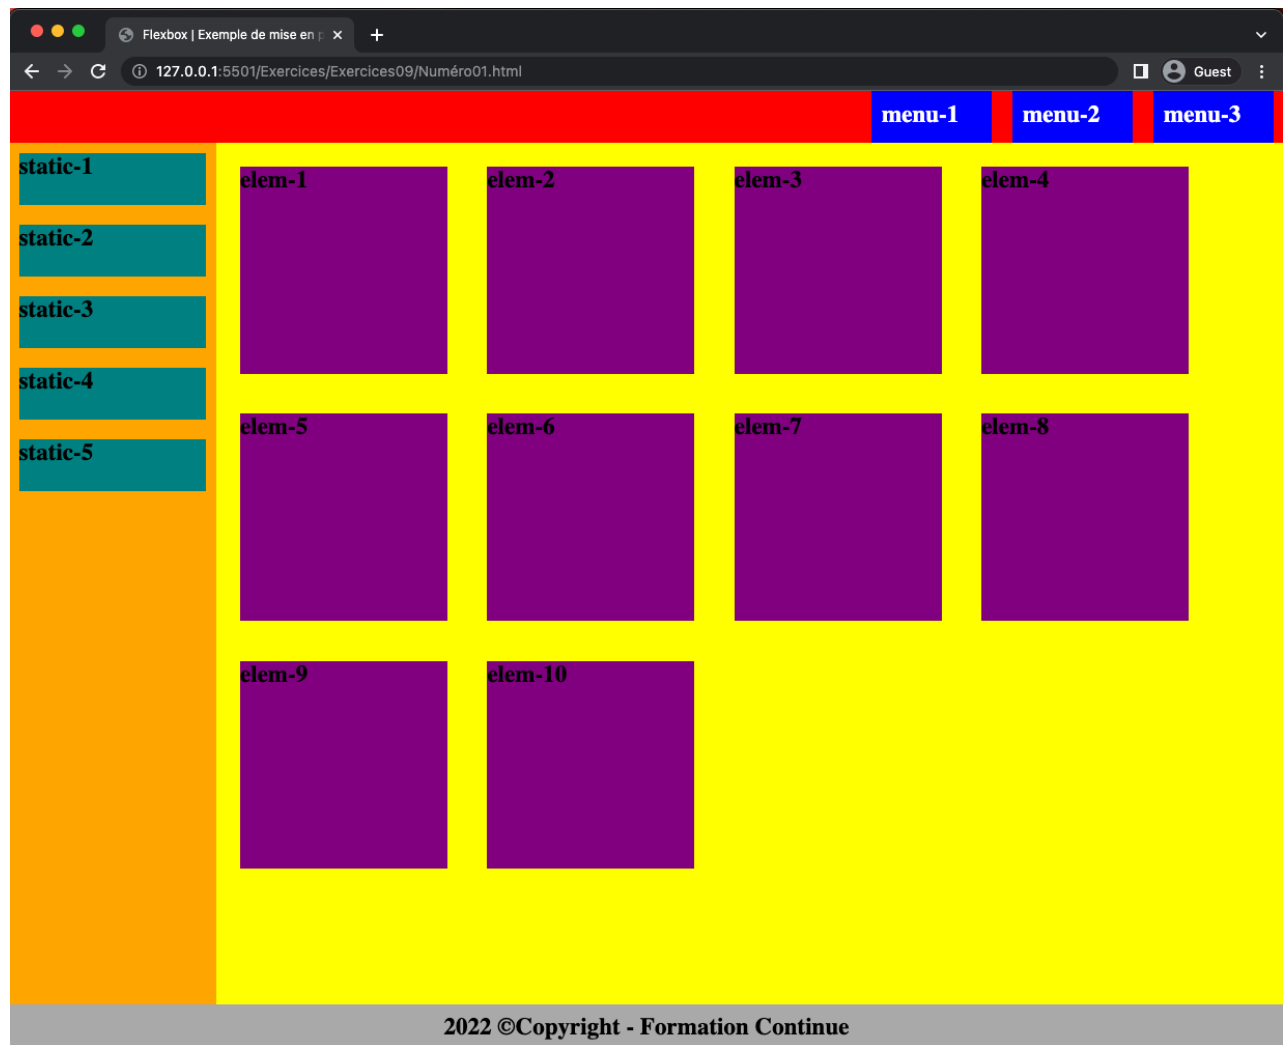 Flexbox | Exemple de mise en p
127.0.0.1:5501/Exercices/Exercices09/Numéro01.html
Guest
menu-1 menu-2 menu-3
static-1
static-2
static-3
static-4
static-5
elem-1 elem-2 elem-3 elem-4
elem-5 elem-6 elem-7 elem-8
elem-9 elem-10
2022 ©Copyright - Formation Continue